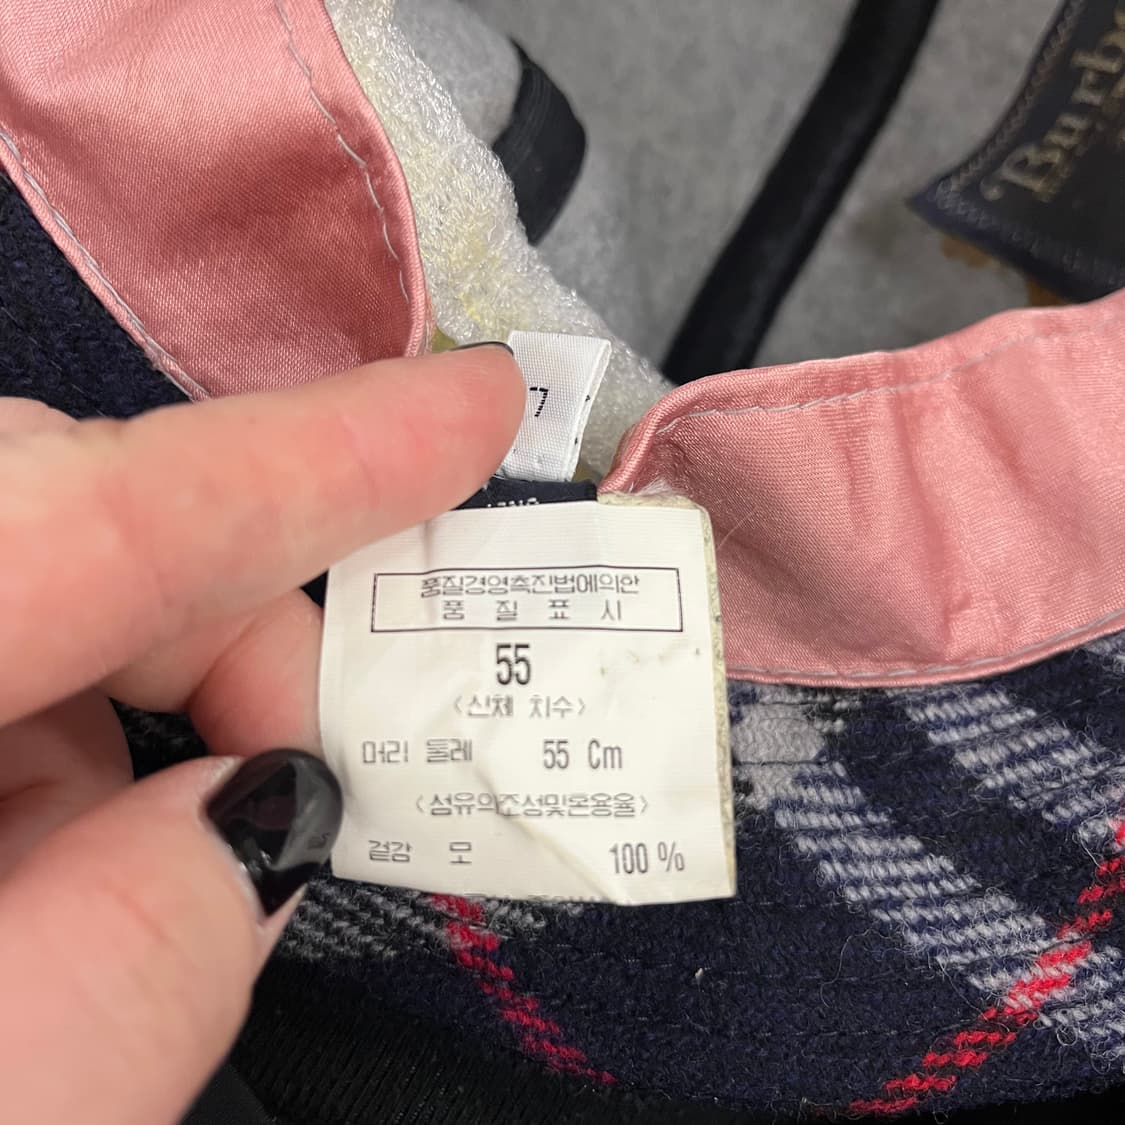 Burb
품질경영촉진법에의한
품 질 표 시
55
<신체 치수>
머리 둘레 55 Cm
<섬유의조성및혼용율>
겉감 모 100 %